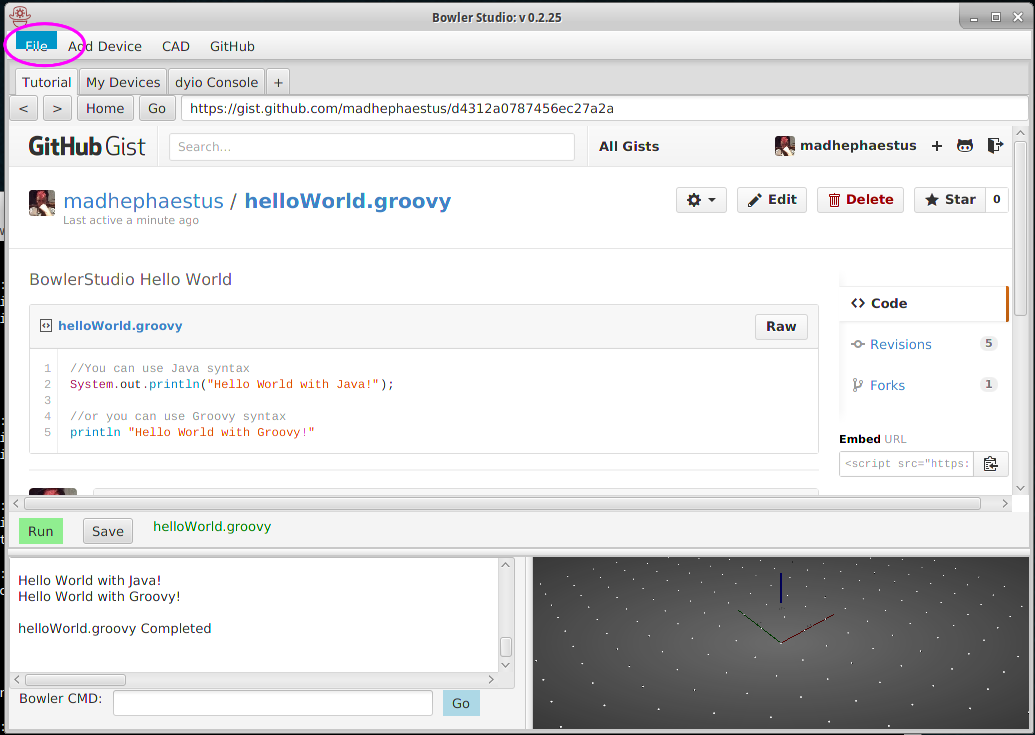 Bowler Studio: v 0.2.25
File Add Device CAD GitHub
Tutorial My Devices dyio Console +
< > Home Go https://gist.github.com/madhephaestus/d4312a0787456ec27a2a
GitHub Gist Search... All Gists madhephaestus +
madhephaestus / helloWorld.groovy
Edit Delete Star 0
Last active a minute ago
BowlerStudio Hello World
<> Code
helloWorld.groovy Raw
Revisions 5
1 //You can use Java syntax
2 System.out.println("Hello World with Java!");
3
4 //or you can use Groovy syntax
5 println "Hello World with Groovy!"
Forks 1
Embed URL
<script src="https:
Run Save helloWorld.groovy
Hello World with Java!
Hello World with Groovy!
helloWorld.groovy Completed
Bowler CMD: Go